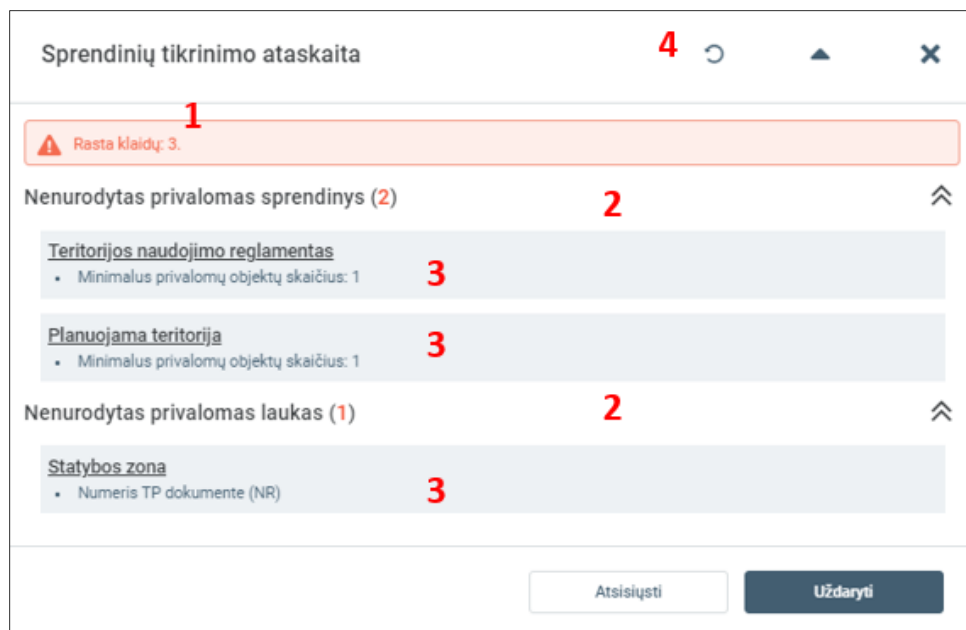 Sprendinių tikrinimo ataskaita 4
1
Rasta klaidų: 3.
Nenurodytas privalomas sprendinys (2) 2
Teritorijos naudojimo reglamentas
• Minimalus privalomų objektų skaičius: 1 3
Planuojama teritorija 3
• Minimalus privalomų objektų skaičius: 1
Nenurodytas privalomas laukas (1) 2
Statybos zona
• Numeris TP dokumente (NR) 3
Atsisiųsti Uždaryti